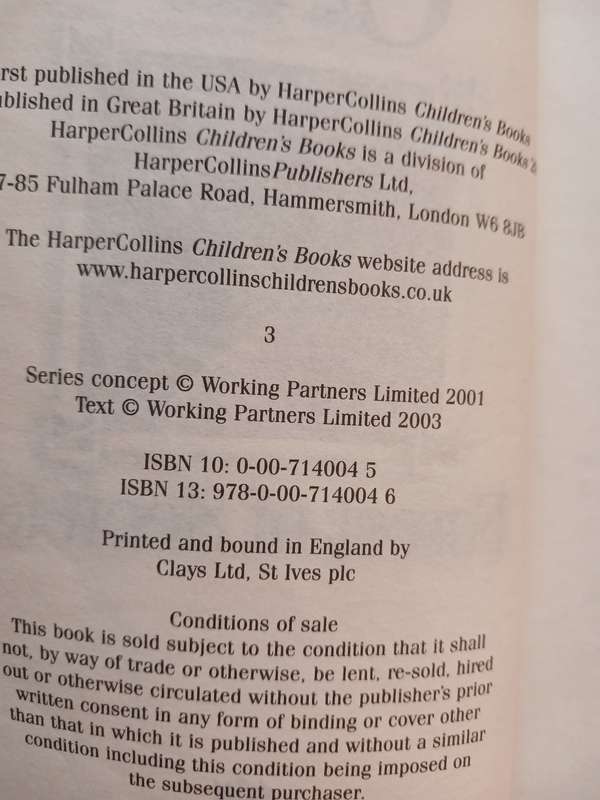 rst published in the USA by HarperCollins Children's Books
blished in Great Britain by HarperCollins Children's Books
HarperCollins Children's Books is a division of
HarperCollinsPublishers Ltd,
7-85 Fulham Palace Road, Hammersmith, London W6 8JB
The HarperCollins Children's Books website address is
www.harpercollinschildrensbooks.co.uk
3
Series concept © Working Partners Limited 2001
Text © Working Partners Limited 2003
ISBN 10: 0-00-714004 5
ISBN 13: 978-0-00-714004 6
Printed and bound in England by
Clays Ltd, St Ives plc
Conditions of sale
This book is sold subject to the condition that it shall
not, by way of trade or otherwise, be lent, re-sold, hired
out or otherwise circulated without the publisher's prior
written consent in any form of binding or cover other
than that in which it is published and without a similar
condition including this condition being imposed on
the subsequent purchaser.